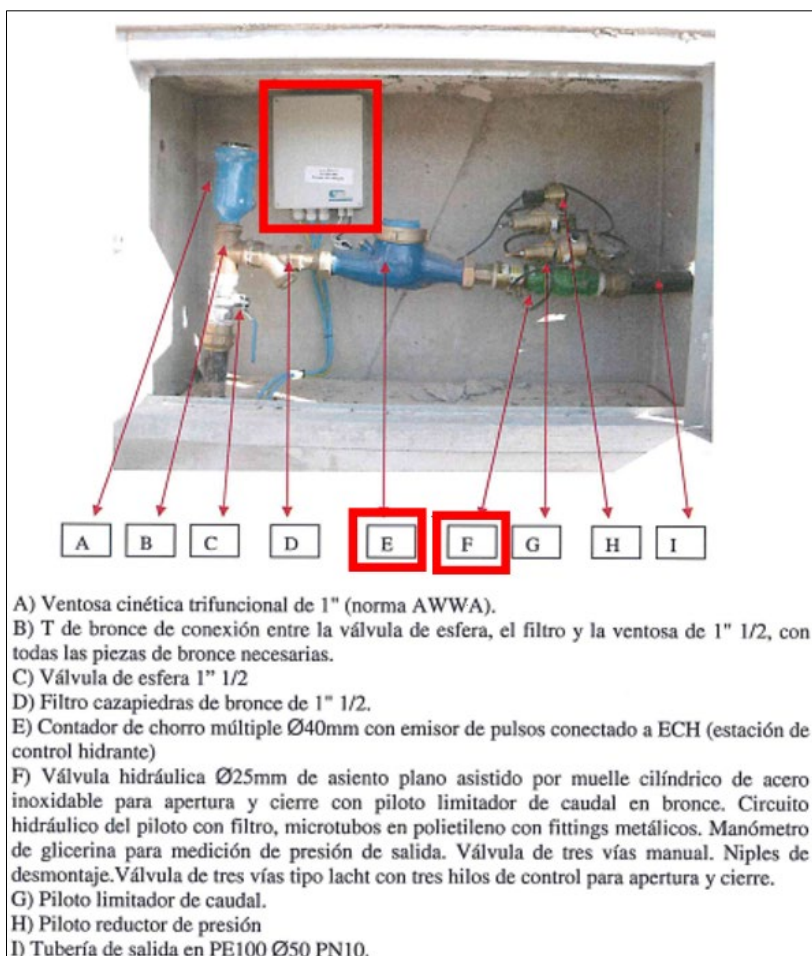 A
B
C
D
E
F
G
H
I
A) Ventosa cinética trifuncional de 1" (norma AWWA).
B) T de bronce de conexión entre la válvula de esfera, el filtro y la ventosa de 1" 1/2, con
todas las piezas de bronce necesarias.
C) Válvula de esfera 1” 1/2
D) Filtro cazapiedras de bronce de 1" 1/2.
E) Contador de chorro múltiple Ø40mm con emisor de pulsos conectado a ECH (estación de
control hidrante)
F) Válvula hidráulica Ø25mm de asiento plano asistido por muelle cilíndrico de acero
inoxidable para apertura y cierre con piloto limitador de caudal en bronce. Circuito
hidráulico del piloto con filtro, microtubos en polietileno con fittings metálicos. Manómetro
de glicerina para medición de presión de salida. Válvula de tres vías manual. Niples de
desmontaje.Válvula de tres vías tipo lacht con tres hilos de control para apertura y cierre.
G) Piloto limitador de caudal.
H) Piloto reductor de presión
I) Tubería de salida en PE100 Ø50 PN10.